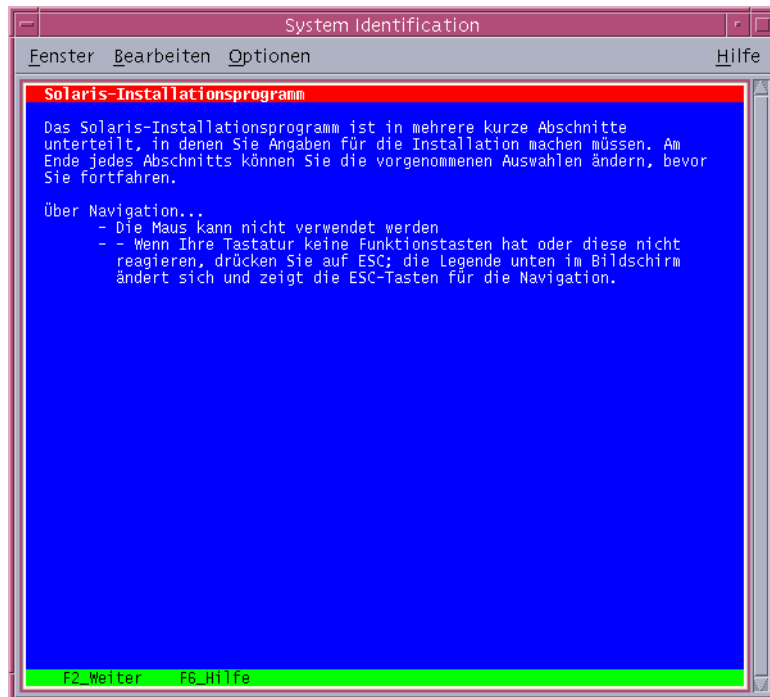 System Identification
Fenster Bearbeiten Optionen Hilfe
Solaris-Installationsprogramm
Das Solaris-Installationsprogramm ist in mehrere kurze Abschnitte
unterteilt, in denen Sie Angaben für die Installation machen müssen. Am
Ende jedes Abschnitts können Sie die vorgenommenen Auswahlen ändern, bevor
Sie fortfahren.
Über Navigation...
- Die Maus kann nicht verwendet werden
- - Wenn Ihre Tastatur keine Funktionstasten hat oder diese nicht
reagieren, drücken Sie auf ESC; die Legende unten im Bildschirm
ändert sich und zeigt die ESC-Tasten für die Navigation.
F2_Weiter F6_Hilfe